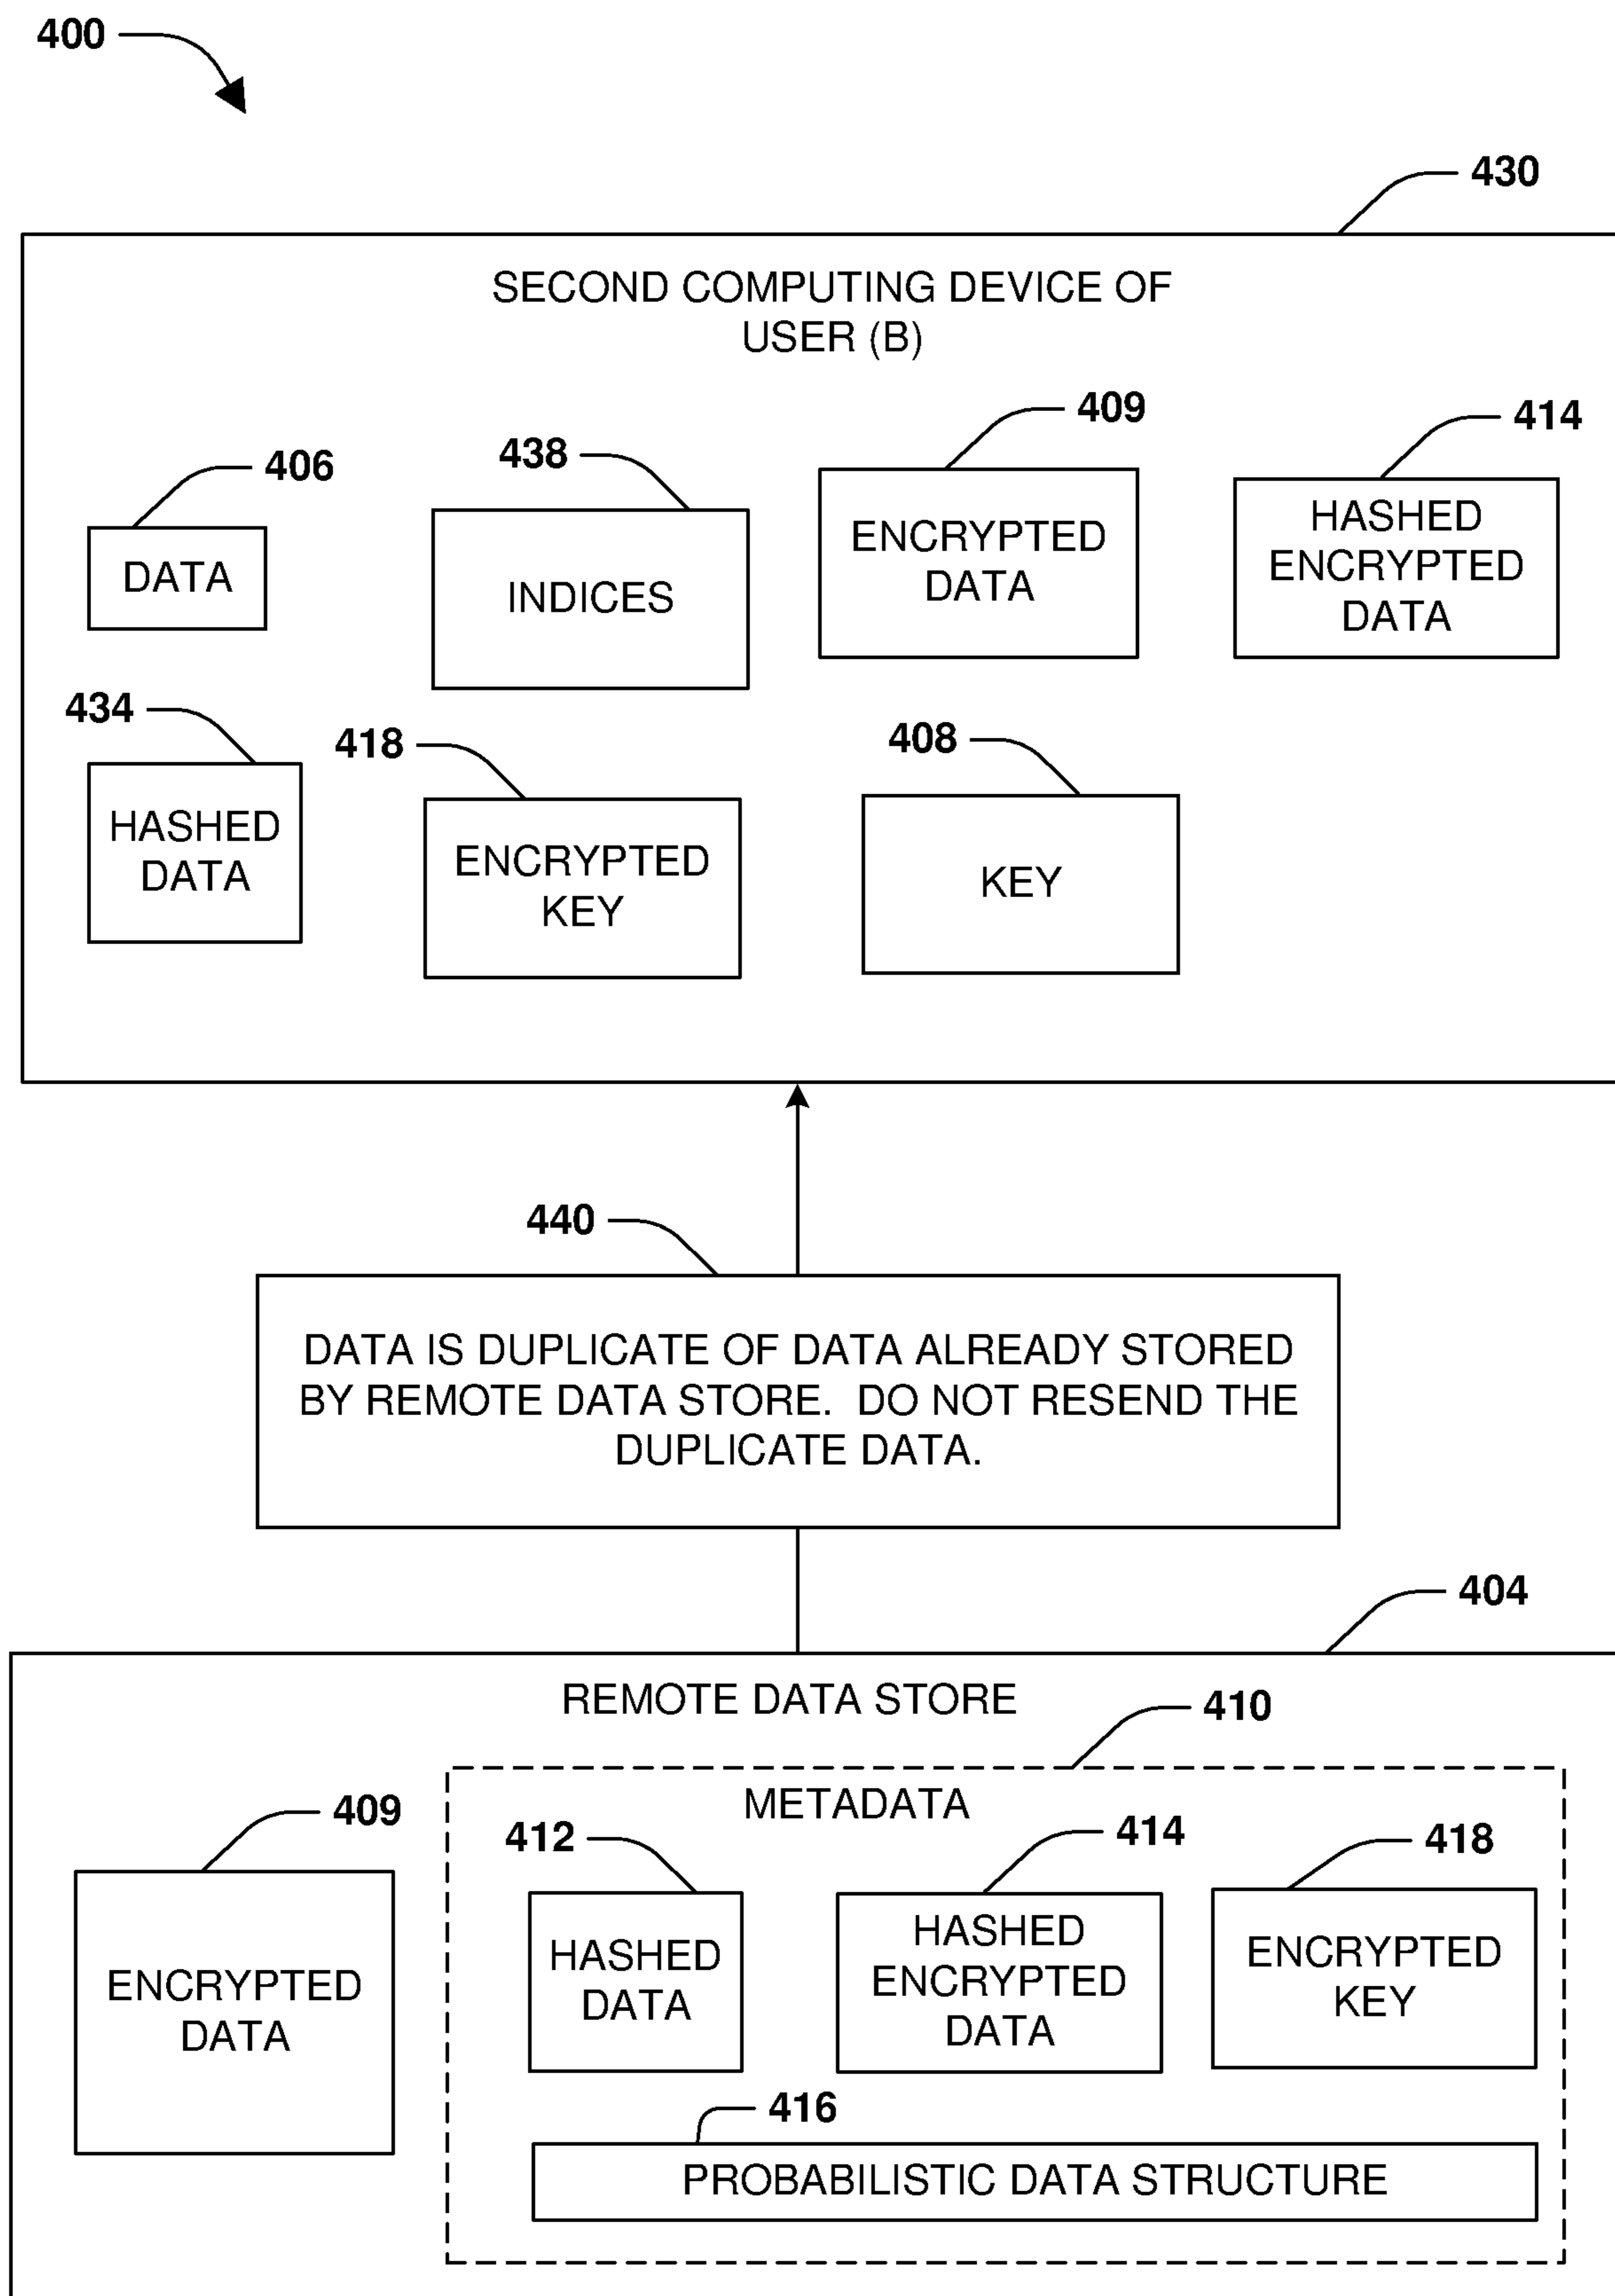 400
430
SECOND COMPUTING DEVICE OF
USER (B)
406
438
409
414
DATA
INDICES
ENCRYPTED
DATA
HASHED
ENCRYPTED
DATA
434
418
408
HASHED
DATA
ENCRYPTED
KEY
KEY
440
DATA IS DUPLICATE OF DATA ALREADY STORED
BY REMOTE DATA STORE. DO NOT RESEND THE
DUPLICATE DATA.
404
REMOTE DATA STORE
410
METADATA
409
412
414
418
ENCRYPTED
DATA
HASHED
DATA
HASHED
ENCRYPTED
DATA
ENCRYPTED
KEY
416
PROBABILISTIC DATA STRUCTURE